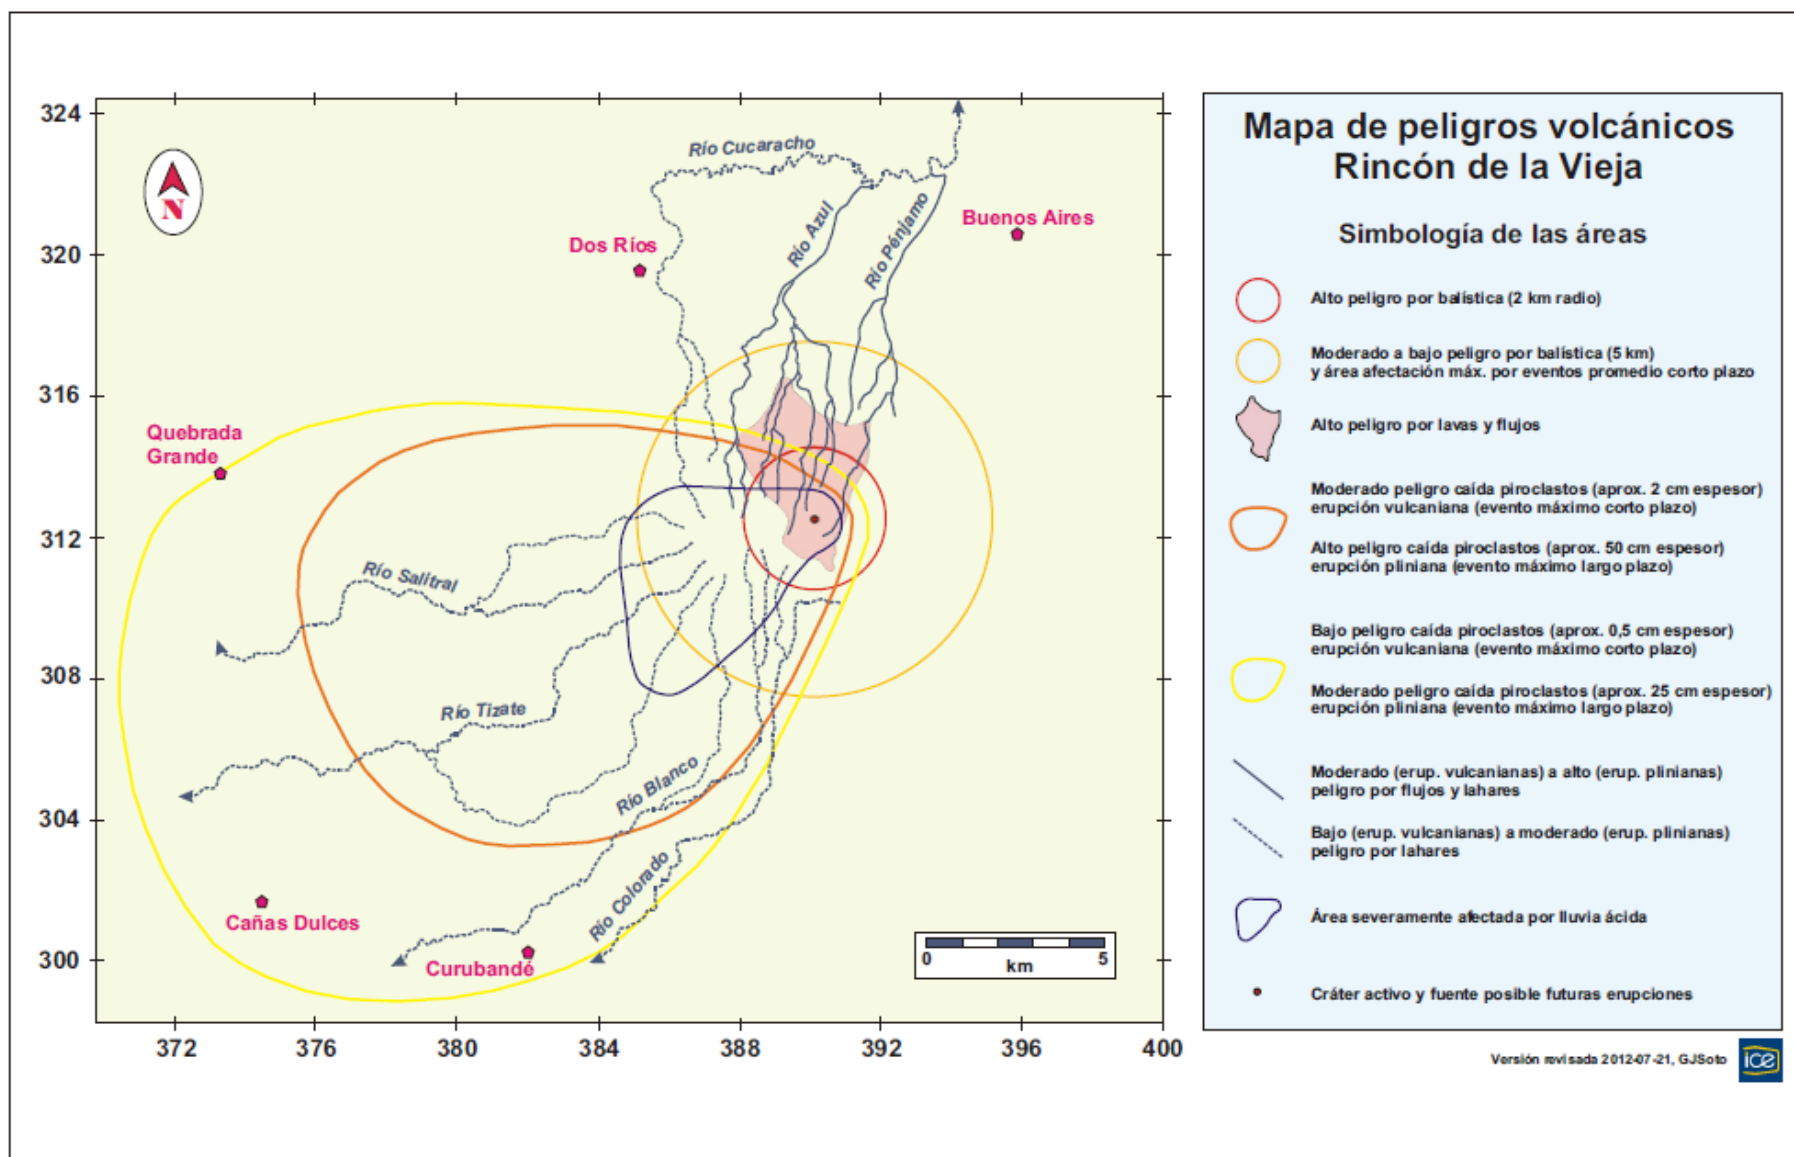 Mapa de peligros volcánicos
Rincón de la Vieja
Simbología de las áreas
Alto peligro por balística (2 km radio)
Moderado a bajo peligro por balística (5 km)
y área afectación máx. por eventos promedio corto plazo
Alto peligro por lavas y flujos
Moderado peligro caída piroclastos (aprox. 2 cm espesor)
erupción vulcaniana (evento máximo corto plazo)
Alto peligro caída piroclastos (aprox. 50 cm espesor)
erupción pliniana (evento máximo largo plazo)
Bajo peligro caída piroclastos (aprox. 0,5 cm espesor)
erupción vulcaniana (evento máximo corto plazo)
Moderado peligro caída piroclastos (aprox. 25 cm espesor)
erupción pliniana (evento máximo largo plazo)
Moderado (erup. vulcanianas) a alto (erup. plinianas)
peligro por flujos y lahares
Bajo (erup. vulcanianas) a moderado (erup. plinianas)
peligro por lahares
Área severamente afectada por lluvia ácida
Cráter activo y fuente posible futuras erupciones
Versión revisada 2012-07-21, GJSoto
ice
324
320
316
312
308
304
300
372
376
380
384
388
392
396
400
N
Río Cucaracho
Río Azul
Río Pénjamo
Buenos Aires
Dos Ríos
Quebrada
Grande
Río Salitral
Río Tizate
Río Blanco
Río Colorado
Cañas Dulces
Curubandé
0
km
5